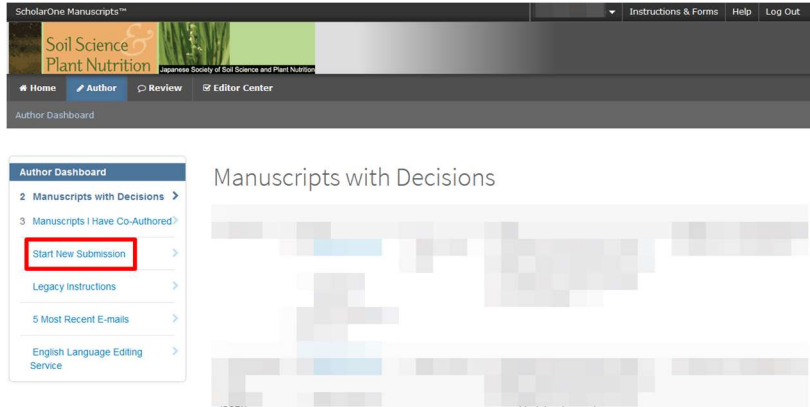 ScholarOne Manuscripts™
Instructions & Forms Help Log Out
Soil Science &
Plant Nutrition
Japanese Society of Soil Science and Plant Nutrition
Home Author Review Editor Center
Author Dashboard
Author Dashboard
2 Manuscripts with Decisions
3 Manuscripts I Have Co-Authored
Start New Submission
Legacy Instructions
5 Most Recent E-mails
English Language Editing
Service
Manuscripts with Decisions